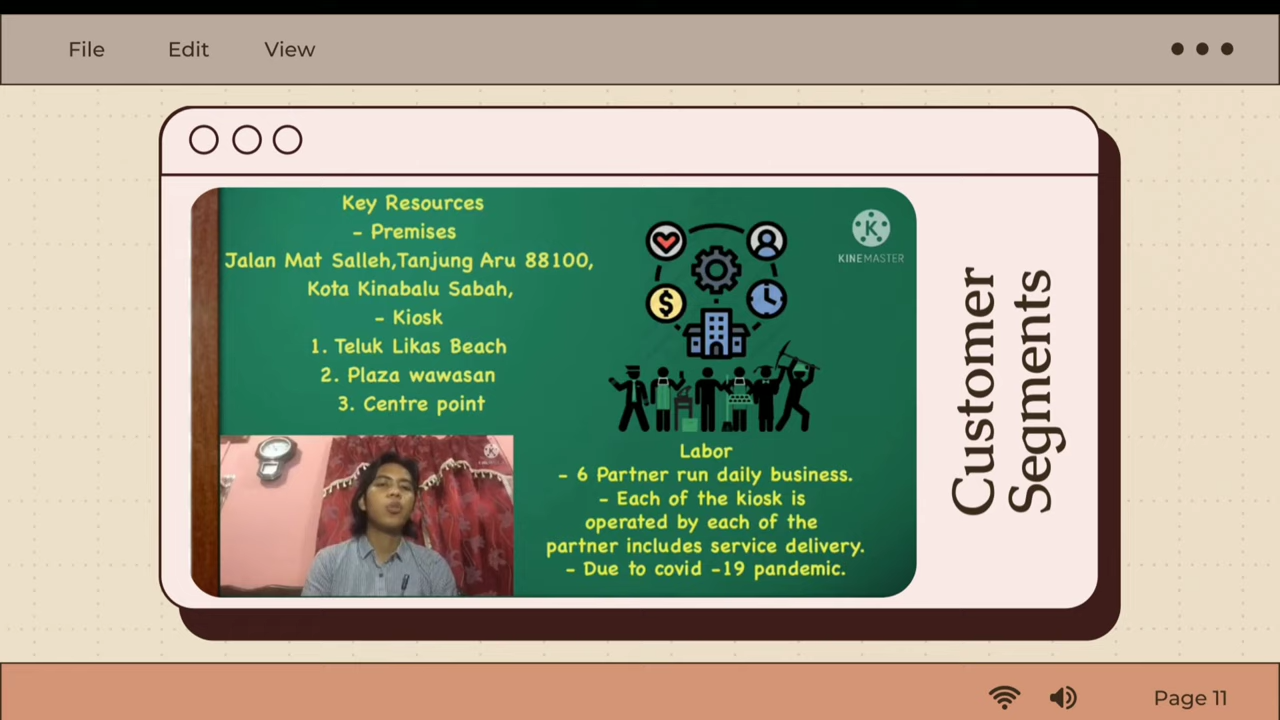 File Edit View
Key Resources
- Premises
Jalan Mat Salleh,Tanjung Aru 88100,
Kota Kinabalu Sabah,
- Kiosk
1. Teluk Likas Beach
2. Plaza wawasan
3. Centre point
K
KINEMASTER
$
Labor
- 6 Partner run daily business.
- Each of the kiosk is
operated by each of the
partner includes service delivery.
- Due to covid -19 pandemic.
Customer
Segments
Page 11